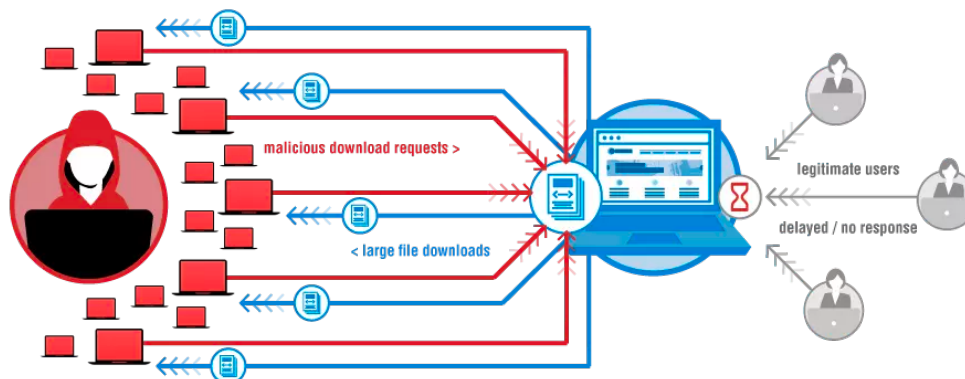 malicious download requests >
legitimate users
delayed / no response
< large file downloads